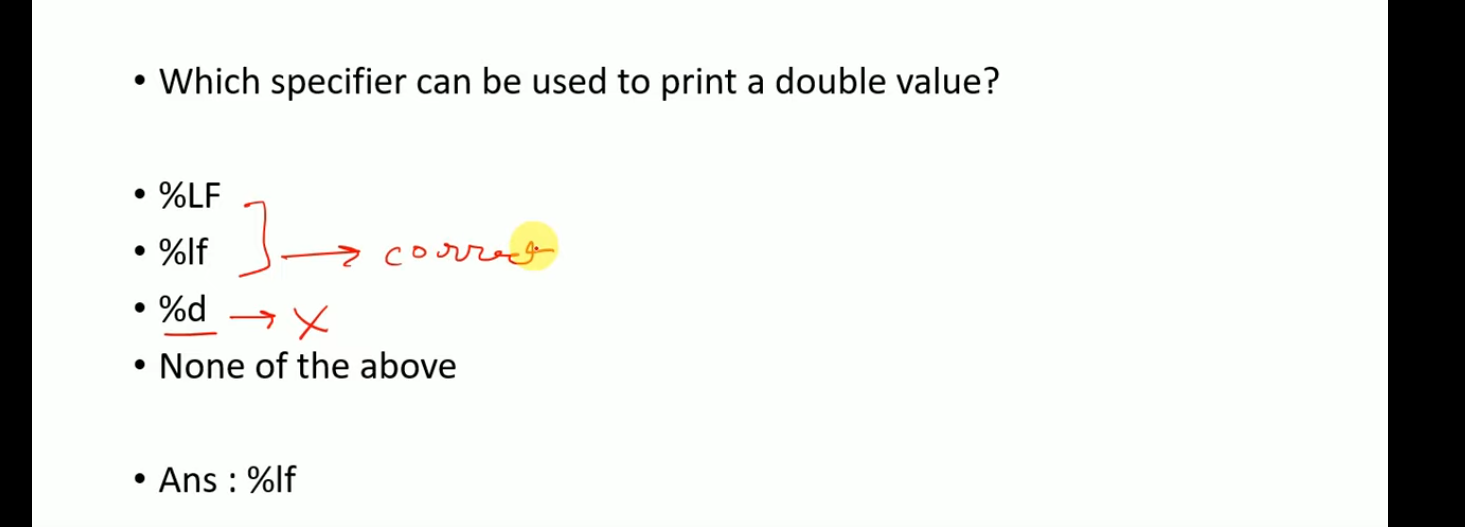 • Which specifier can be used to print a double value?
• %LF
• %lf
correct
• %d → X
• None of the above
• Ans : %lf